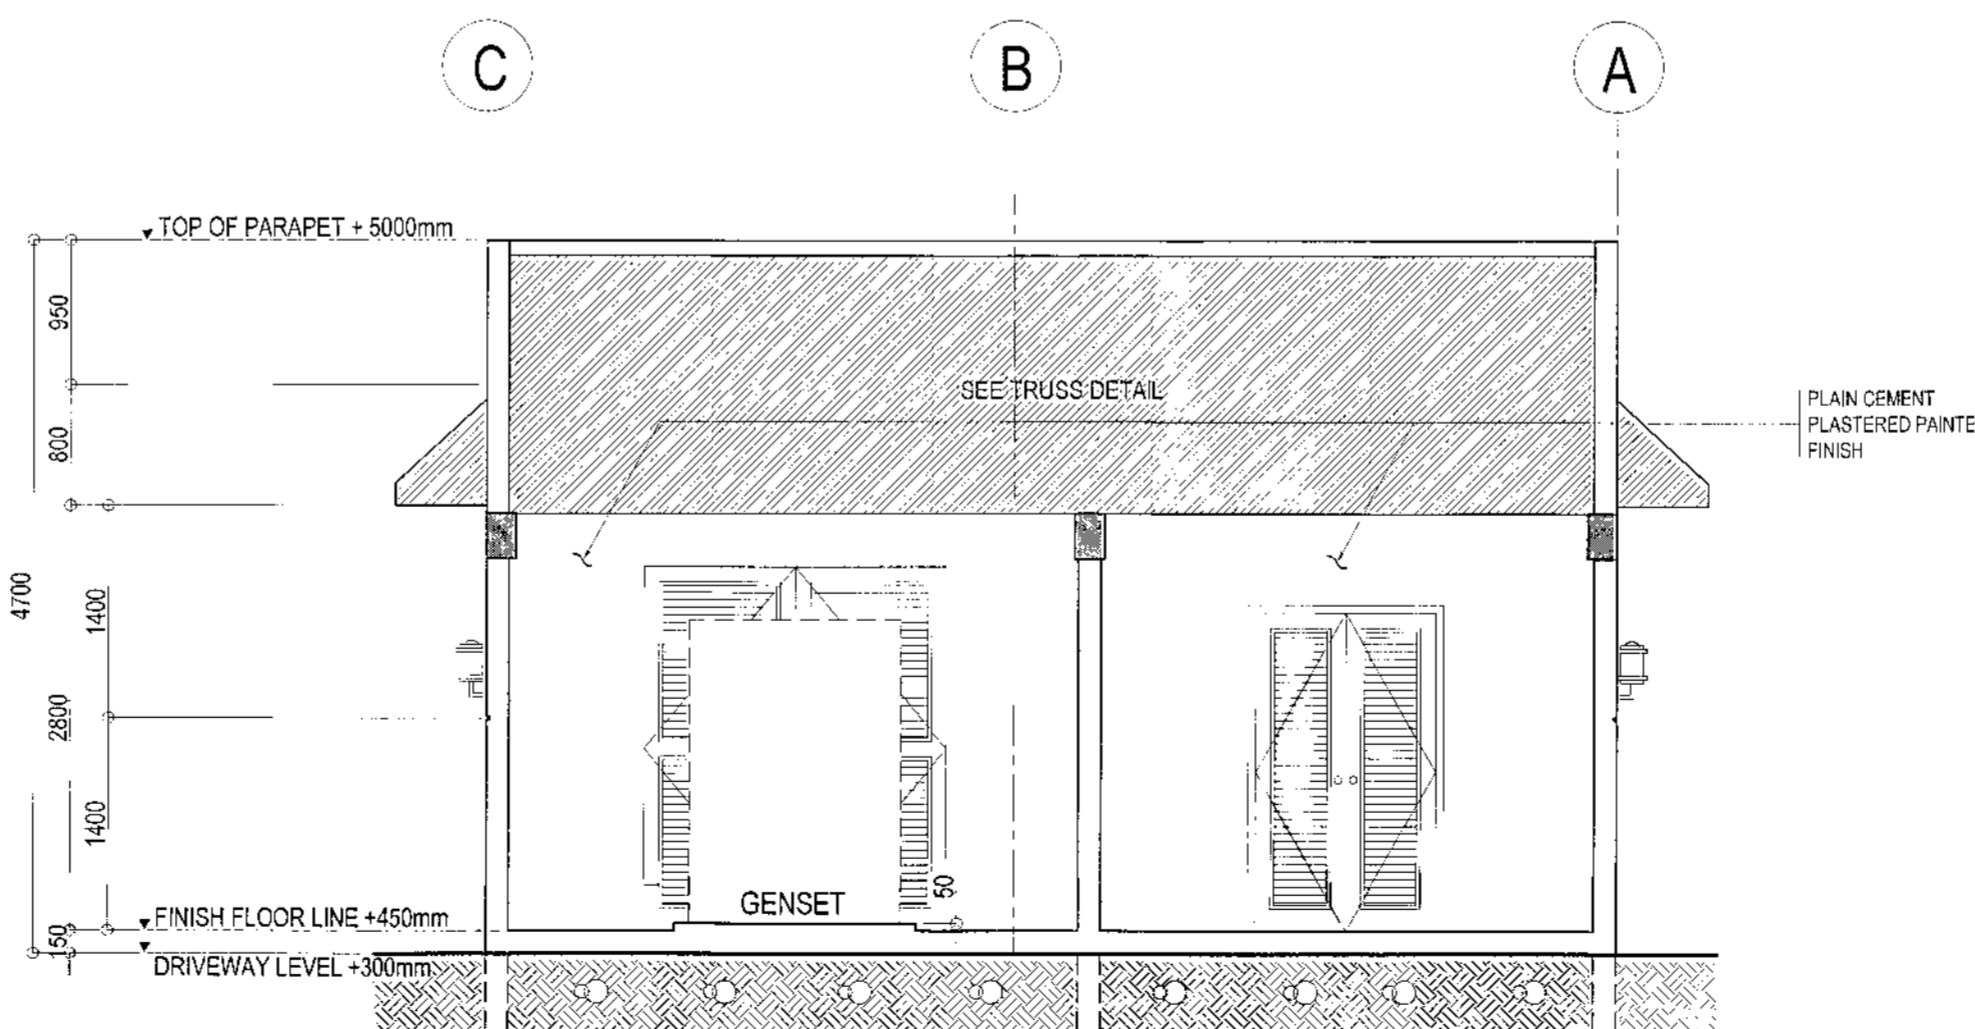 C
B
A
TOP OF PARAPET + 5000mm
950
SEE TRUSS DETAIL
PLAIN CEMENT
PLASTERED PAINTE
FINISH
800
4700
1400
2800
1400
50
GENSET
FINISH FLOOR LINE +450mm
150
DRIVEWAY LEVEL +300mm